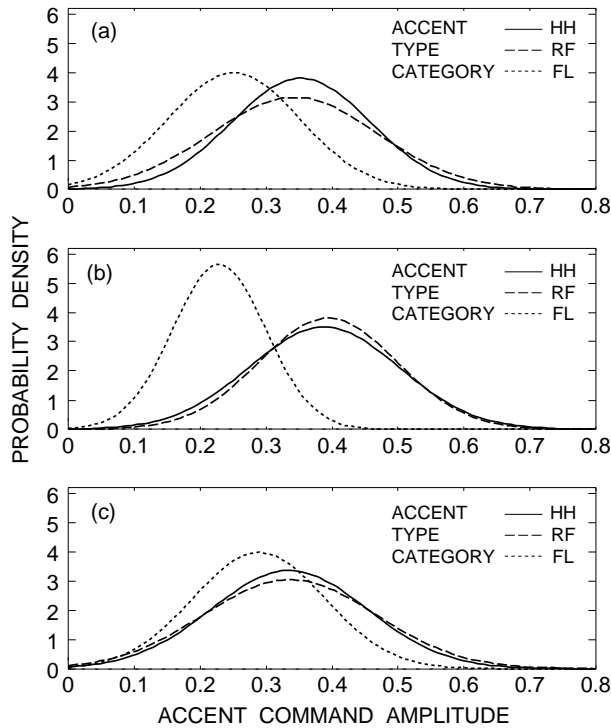 PROBABILITY DENSITY
6
5
4
3
2
1
0
(a)
ACCENT HH
TYPE RF
CATEGORY FL
0 0.1 0.2 0.3 0.4 0.5 0.6 0.7 0.8
6
5
4
3
2
1
0
(b)
ACCENT HH
TYPE RF
CATEGORY FL
0 0.1 0.2 0.3 0.4 0.5 0.6 0.7 0.8
6
5
4
3
2
1
0
(c)
ACCENT HH
TYPE RF
CATEGORY FL
0 0.1 0.2 0.3 0.4 0.5 0.6 0.7 0.8
ACCENT COMMAND AMPLITUDE